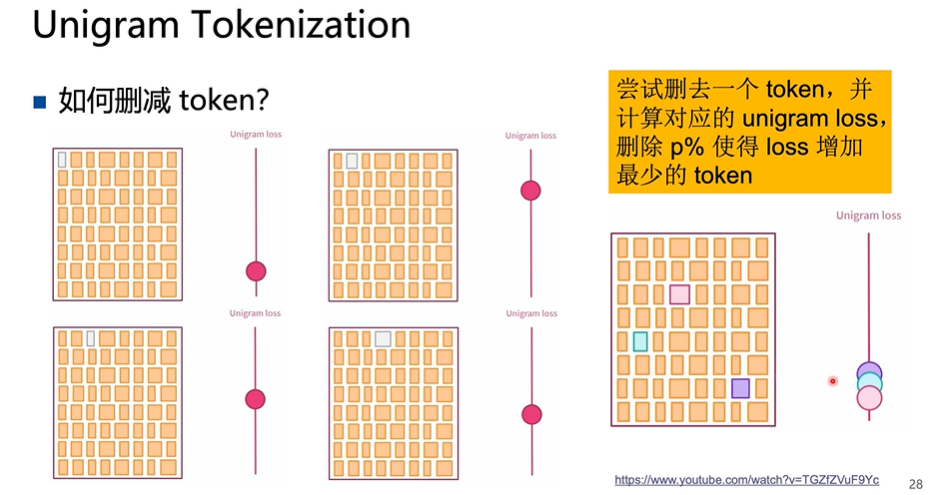 Unigram Tokenization
如何删减 token?
Unigram loss
Unigram loss
Unigram loss
Unigram loss
尝试删去一个 token，并
计算对应的 unigram loss，
删除 p% 使得 loss 增加
最少的 token
Unigram loss
https://www.youtube.com/watch?v=TGZfZVuF9Yc
28